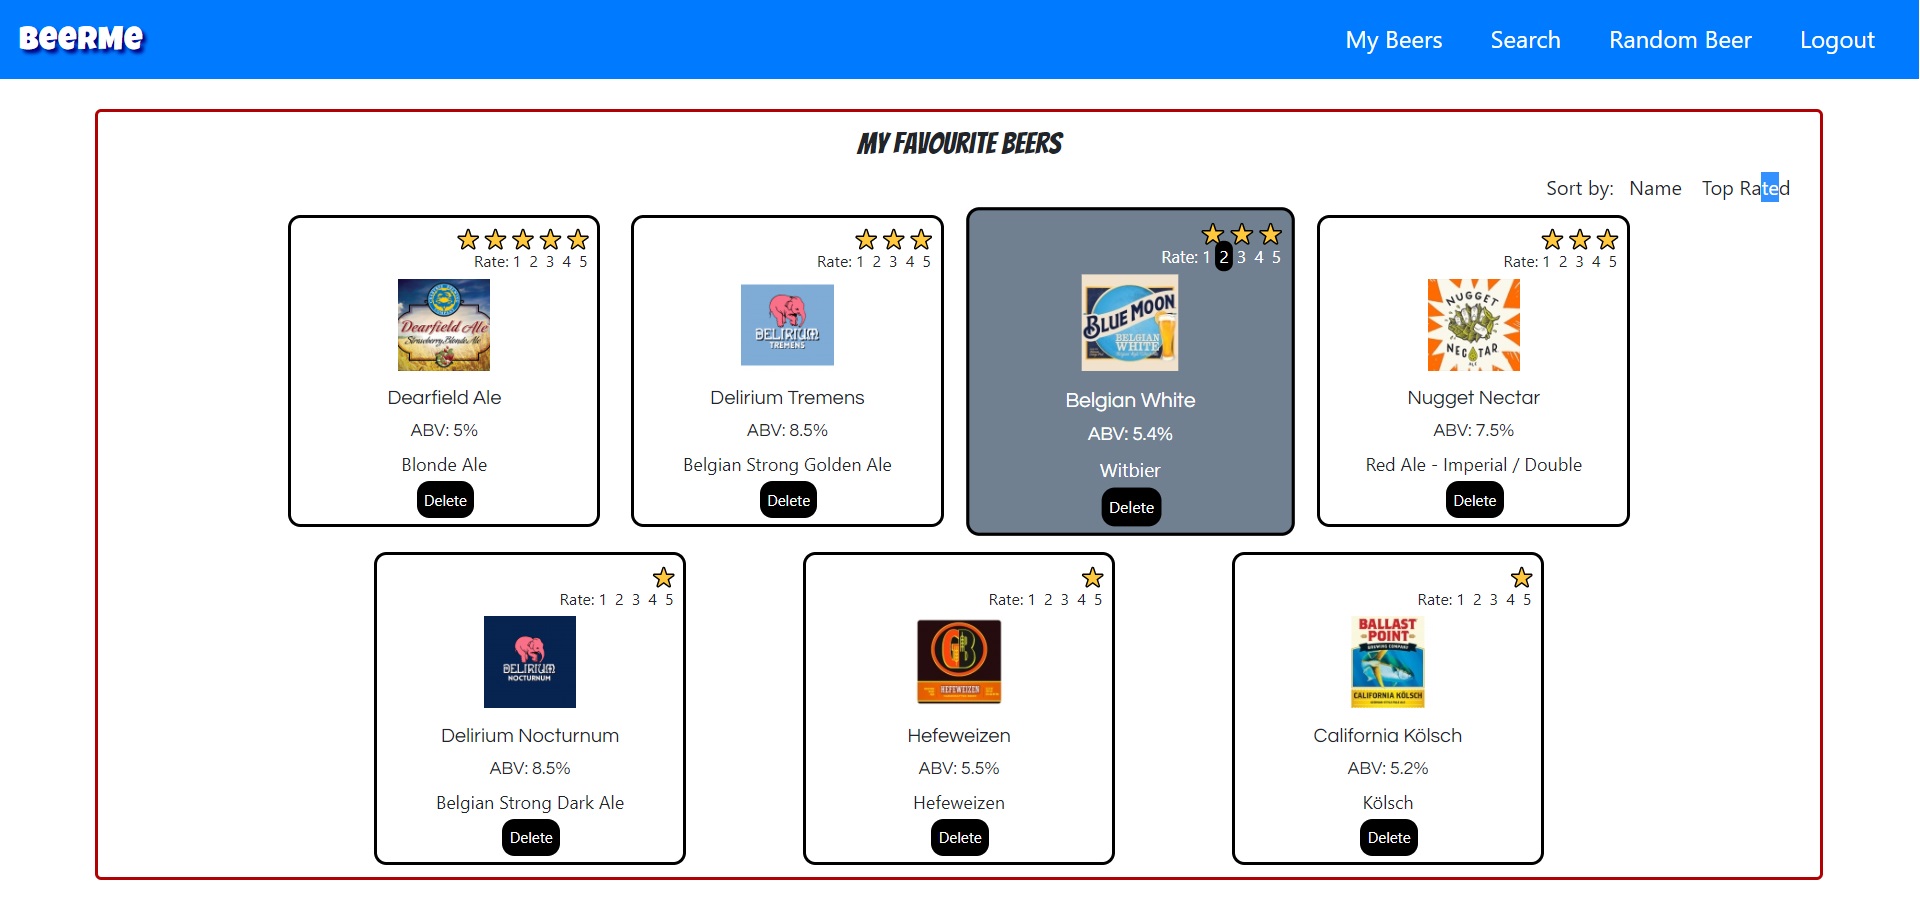 BeerMe
My Beers Search Random Beer Logout
MY FAVOURITE BEERS
Sort by: Name Top Rated
Rate: 1 2 3 4 5
Dearfield Ale
Strawberry Blonde Ale
Dearfield Ale
ABV: 5%
Blonde Ale
Delete
Rate: 1 2 3 4 5
DELIRIUM
TREMENS
Delirium Tremens
ABV: 8.5%
Belgian Strong Golden Ale
Delete
Rate: 1 2 3 4 5
BLUE MOON
BELGIAN
WHITE
Belgian White
ABV: 5.4%
Witbier
Delete
Rate: 1 2 3 4 5
NUGGET
NECTAR
ALE
Nugget Nectar
ABV: 7.5%
Red Ale - Imperial / Double
Delete
Rate: 1 2 3 4 5
DELIRIUM
NOCTURNUM
Delirium Nocturnum
ABV: 8.5%
Belgian Strong Dark Ale
Delete
Rate: 1 2 3 4 5
GB
HEFEWEIZEN
Hefeweizen
ABV: 5.5%
Hefeweizen
Delete
Rate: 1 2 3 4 5
BALLAST
POINT
BREWING COMPANY
CALIFORNIA KÖLSCH
California Kölsch
ABV: 5.2%
Kölsch
Delete